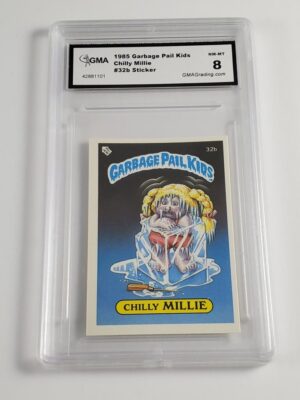 GMA
42881101
1985 Garbage Pail Kids
Chilly Millie
#32b Sticker
NM-MT
8
GMAGrading.com
32b
GARBAGE PAIL KIDS
CHILLY MILLIE